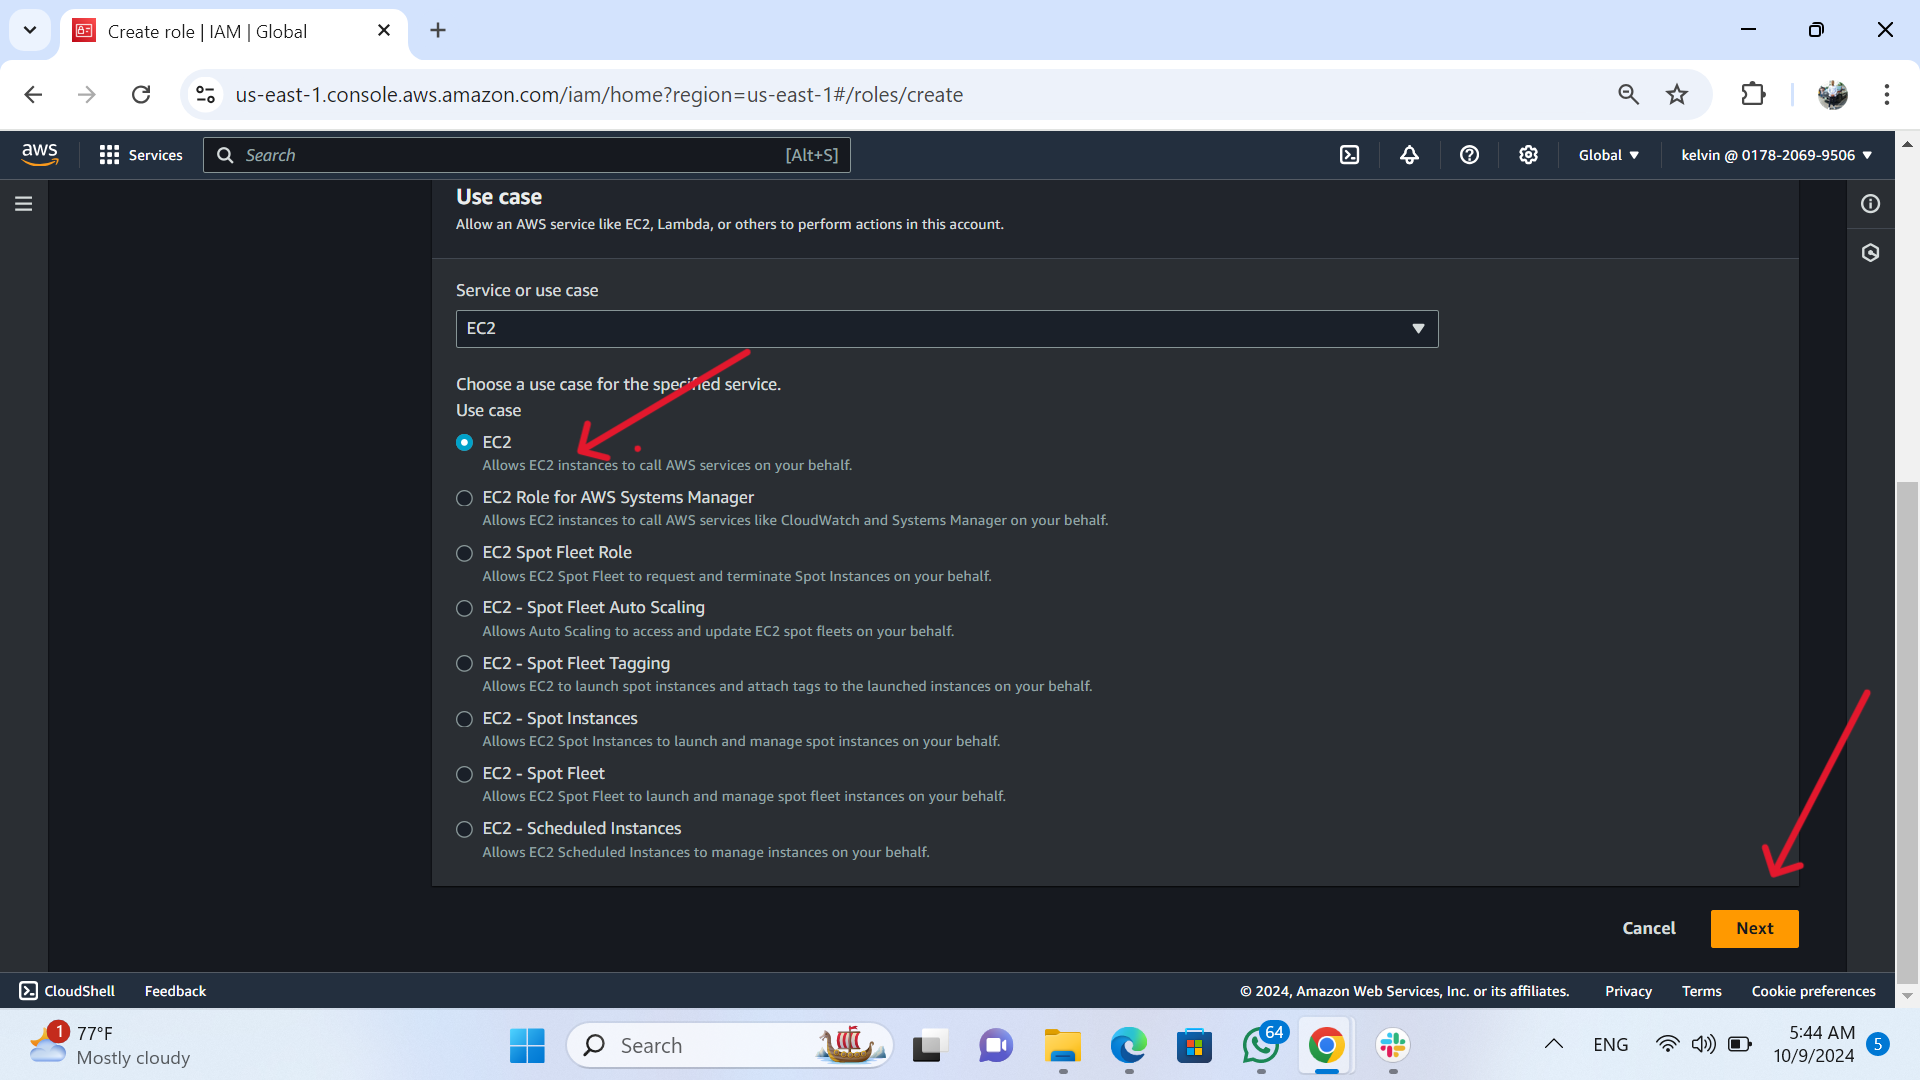 Create role | IAM | Global
us-east-1.console.aws.amazon.com/iam/home?region=us-east-1#/roles/create
aws
Services
Search
[Alt+S]
Global
kelvin @ 0178-2069-9506
Use case
Allow an AWS service like EC2, Lambda, or others to perform actions in this account.
Service or use case
EC2
Choose a use case for the specified service.
Use case
EC2
Allows EC2 instances to call AWS services on your behalf.
EC2 Role for AWS Systems Manager
Allows EC2 instances to call AWS services like CloudWatch and Systems Manager on your behalf.
EC2 Spot Fleet Role
Allows EC2 Spot Fleet to request and terminate Spot Instances on your behalf.
EC2 - Spot Fleet Auto Scaling
Allows Auto Scaling to access and update EC2 spot fleets on your behalf.
EC2 - Spot Fleet Tagging
Allows EC2 to launch spot instances and attach tags to the launched instances on your behalf.
EC2 - Spot Instances
Allows EC2 Spot Instances to launch and manage spot instances on your behalf.
EC2 - Spot Fleet
Allows EC2 Spot Fleet to launch and manage spot fleet instances on your behalf.
EC2 - Scheduled Instances
Allows EC2 Scheduled Instances to manage instances on your behalf.
Cancel
Next
CloudShell
Feedback
© 2024, Amazon Web Services, Inc. or its affiliates.
Privacy
Terms
Cookie preferences
1
77°F
Mostly cloudy
Search
64
ENG
5:44 AM
10/9/2024
5